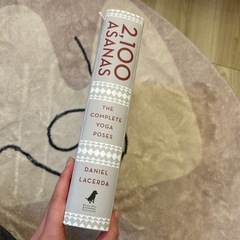 2,100
ASANAS
THE
COMPLETE
YOGA
POSES
DANIEL
LACERDA